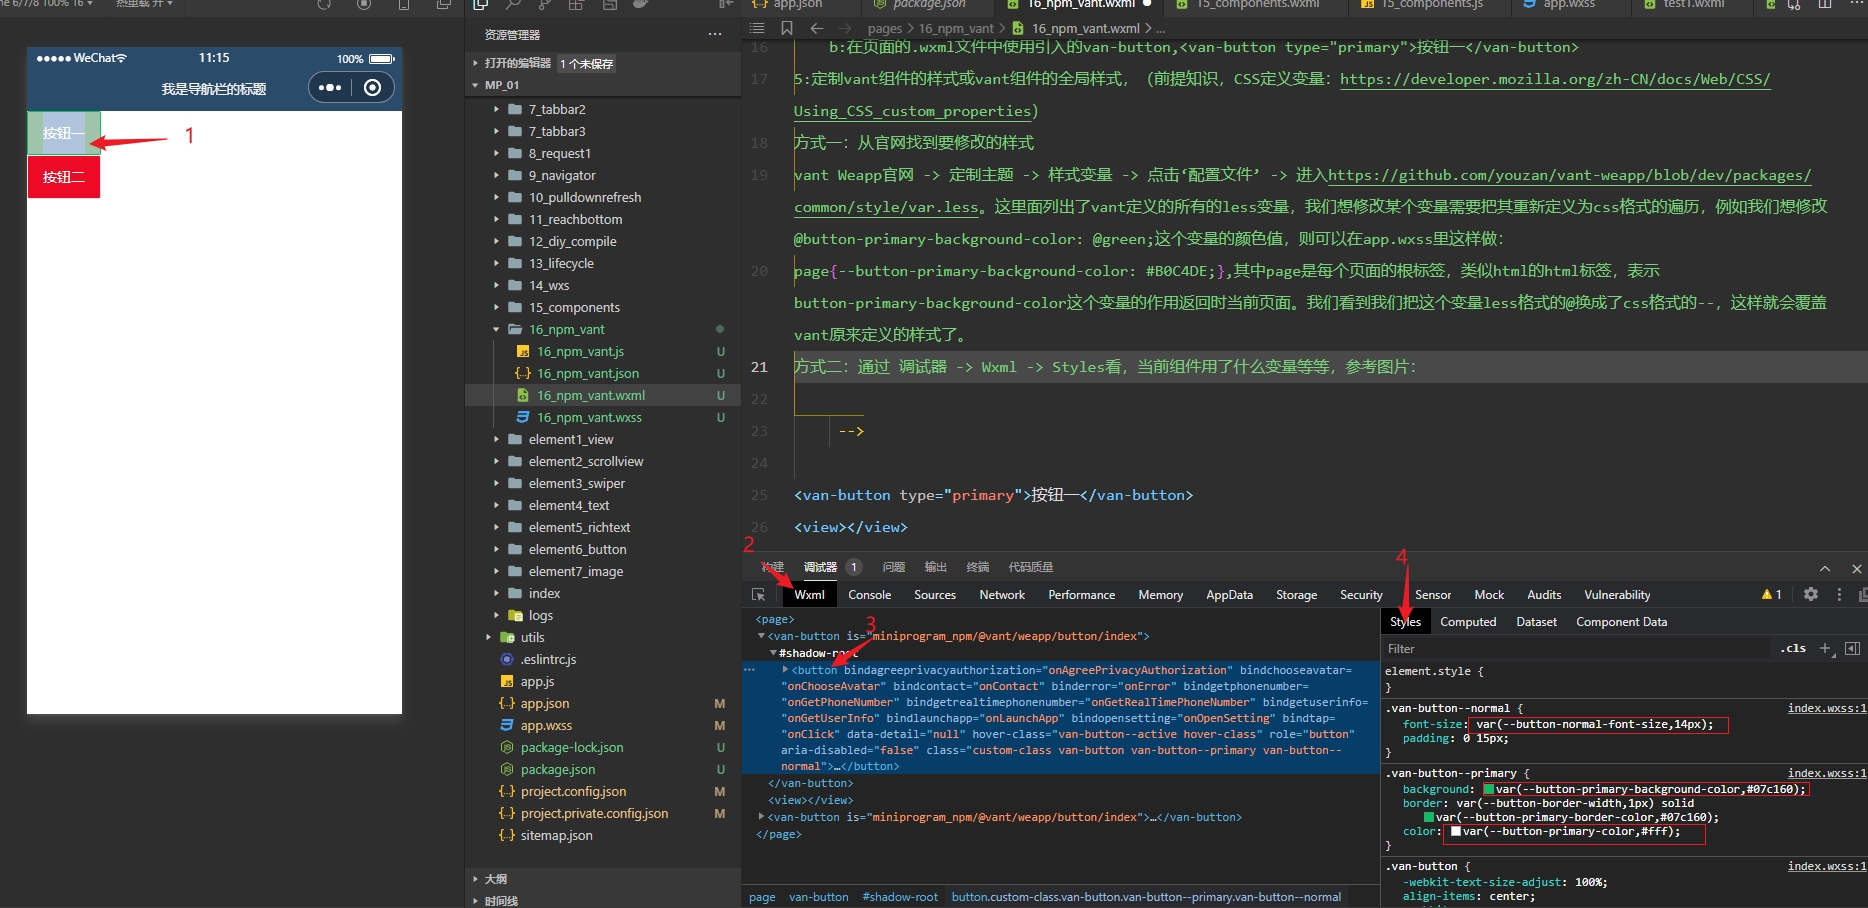 ne 6/7/8 100% 16
热重载 开
WeChat
11:15
100%
我是导航栏的标题
按钮一
按钮二
1
资源管理器
打开的编辑器
1 个未保存
MP_01
7_tabbar2
7_tabbar3
8_request1
9_navigator
10_pulldownrefresh
11_reachbottom
12_diy_compile
13_lifecycle
14_wxs
15_components
16_npm_vant
16_npm_vant.js U
16_npm_vant.json U
16_npm_vant.wxml U
16_npm_vant.wxss U
element1_view
element2_scrollview
element3_swiper
element4_text
element5_richtext
element6_button
element7_image
index
logs
utils
.eslintrc.js
app.js
app.json M
app.wxss M
package-lock.json U
package.json U
project.config.json M
project.private.config.json M
sitemap.json
大纲
时间线
app.json
package.json
16_npm_vant.wxml
15_components.wxml
15_components.js
app.wxss
test1.wxml
pages > 16_npm_vant > 16_npm_vant.wxml > ...
16 b:在页面的.wxml文件中使用引入的van-button,<van-button type="primary">按钮一</van-button>
17 5:定制vant组件的样式或vant组件的全局样式, （前提知识，CSS定义变量：https://developer.mozilla.org/zh-CN/docs/Web/CSS/
Using_CSS_custom_properties)
18 方式一：从官网找到要修改的样式
19 vant Weapp官网 -> 定制主题 -> 样式变量 -> 点击‘配置文件’ -> 进入https://github.com/youzan/vant-weapp/blob/dev/packages/
common/style/var.less。这里面列出了vant定义的所有的less变量，我们想修改某个变量需要把其重新定义为css格式的遍历，例如我们想修改
@button-primary-background-color: @green;这个变量的颜色值，则可以在app.wxss里这样做：
20 page{--button-primary-background-color: #B0C4DE;},其中page是每个页面的根标签，类似html的html标签，表示
button-primary-background-color这个变量的作用返回时当前页面。我们看到我们把这个变量less格式的@换成了css格式的--，这样就会覆盖
vant原来定义的样式了。
21 方式二：通过 调试器 -> Wxml -> Styles看，当前组件用了什么变量等等，参考图片：
22
23 -->
24
25 <van-button type="primary">按钮一</van-button>
26 <view></view>
2
构建 调试器 1 问题 输出 终端 代码质量
4
Wxml Console Sources Network Performance Memory AppData Storage Security Sensor Mock Audits Vulnerability 1
3
<page>
<van-button is="miniprogram_npm/@vant/weapp/button/index">
#shadow-root
<button bindagreeprivacyauthorization="onAgreePrivacyAuthorization" bindchooseavatar=
"onChooseAvatar" bindcontact="onContact" binderror="onError" bindgetphonenumber=
"onGetPhoneNumber" bindgetrealtimephonenumber="onGetRealTimePhoneNumber" bindgetuserinfo=
"onGetUserInfo" bindlaunchapp="onLaunchApp" bindopensetting="onOpenSetting" bindtap=
"onClick" data-detail="null" hover-class="van-button--active hover-class" role="button"
aria-disabled="false" class="custom-class van-button van-button--primary van-button--
normal">…</button>
</van-button>
<view></view>
<van-button is="miniprogram_npm/@vant/weapp/button/index">…</van-button>
</page>
page van-button #shadow-root button.custom-class.van-button.van-button--primary.van-button--normal
Styles Computed Dataset Component Data
Filter .cls
element.style {
}
.van-button--normal { index.wxss:1
font-size: var(--button-normal-font-size,14px);
padding: 0 15px;
}
.van-button--primary { index.wxss:1
background: var(--button-primary-background-color,#07c160);
border: var(--button-border-width,1px) solid
var(--button-primary-border-color,#07c160);
color: var(--button-primary-color,#fff);
}
.van-button { index.wxss:1
-webkit-text-size-adjust: 100%;
align-items: center;